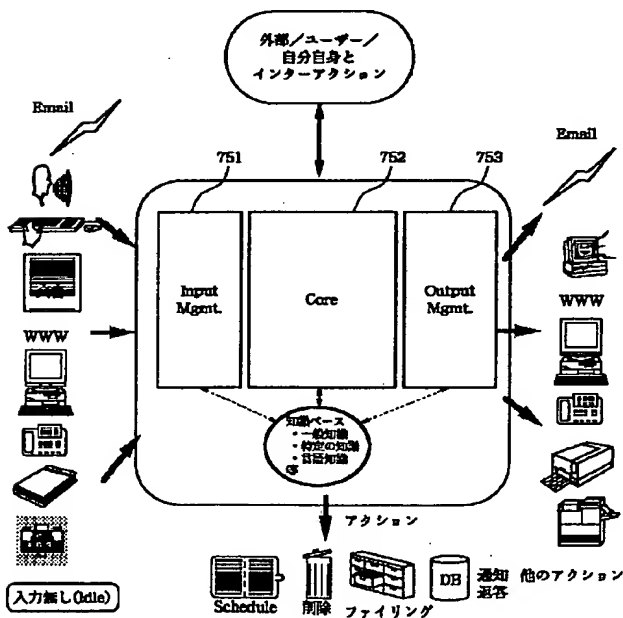 外部/ユーザー/
自分自身と
インターアクション
Email
Email
751
752
753
Input
Mgmt.
Core
Output
Mgmt.
WWW
WWW
知識ベース
・一般知識
・特定の知識
・言語知識
アクション
Schedule
削除
ファイリング
DB
通知
返答
他のアクション
入力無し(Idle)